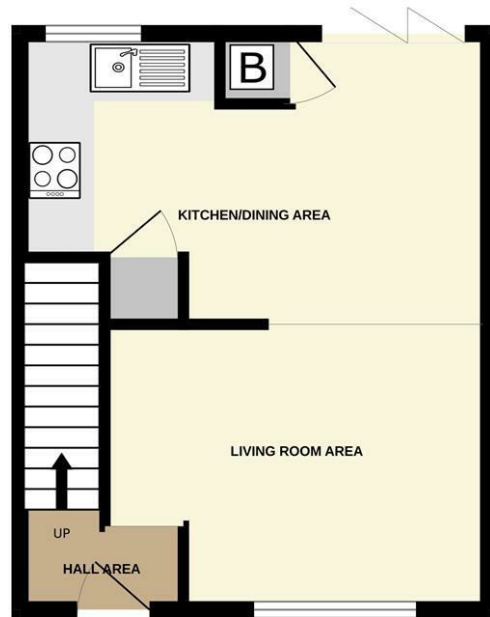 B
KITCHEN/DINING AREA
LIVING ROOM AREA
UP
HALL AREA